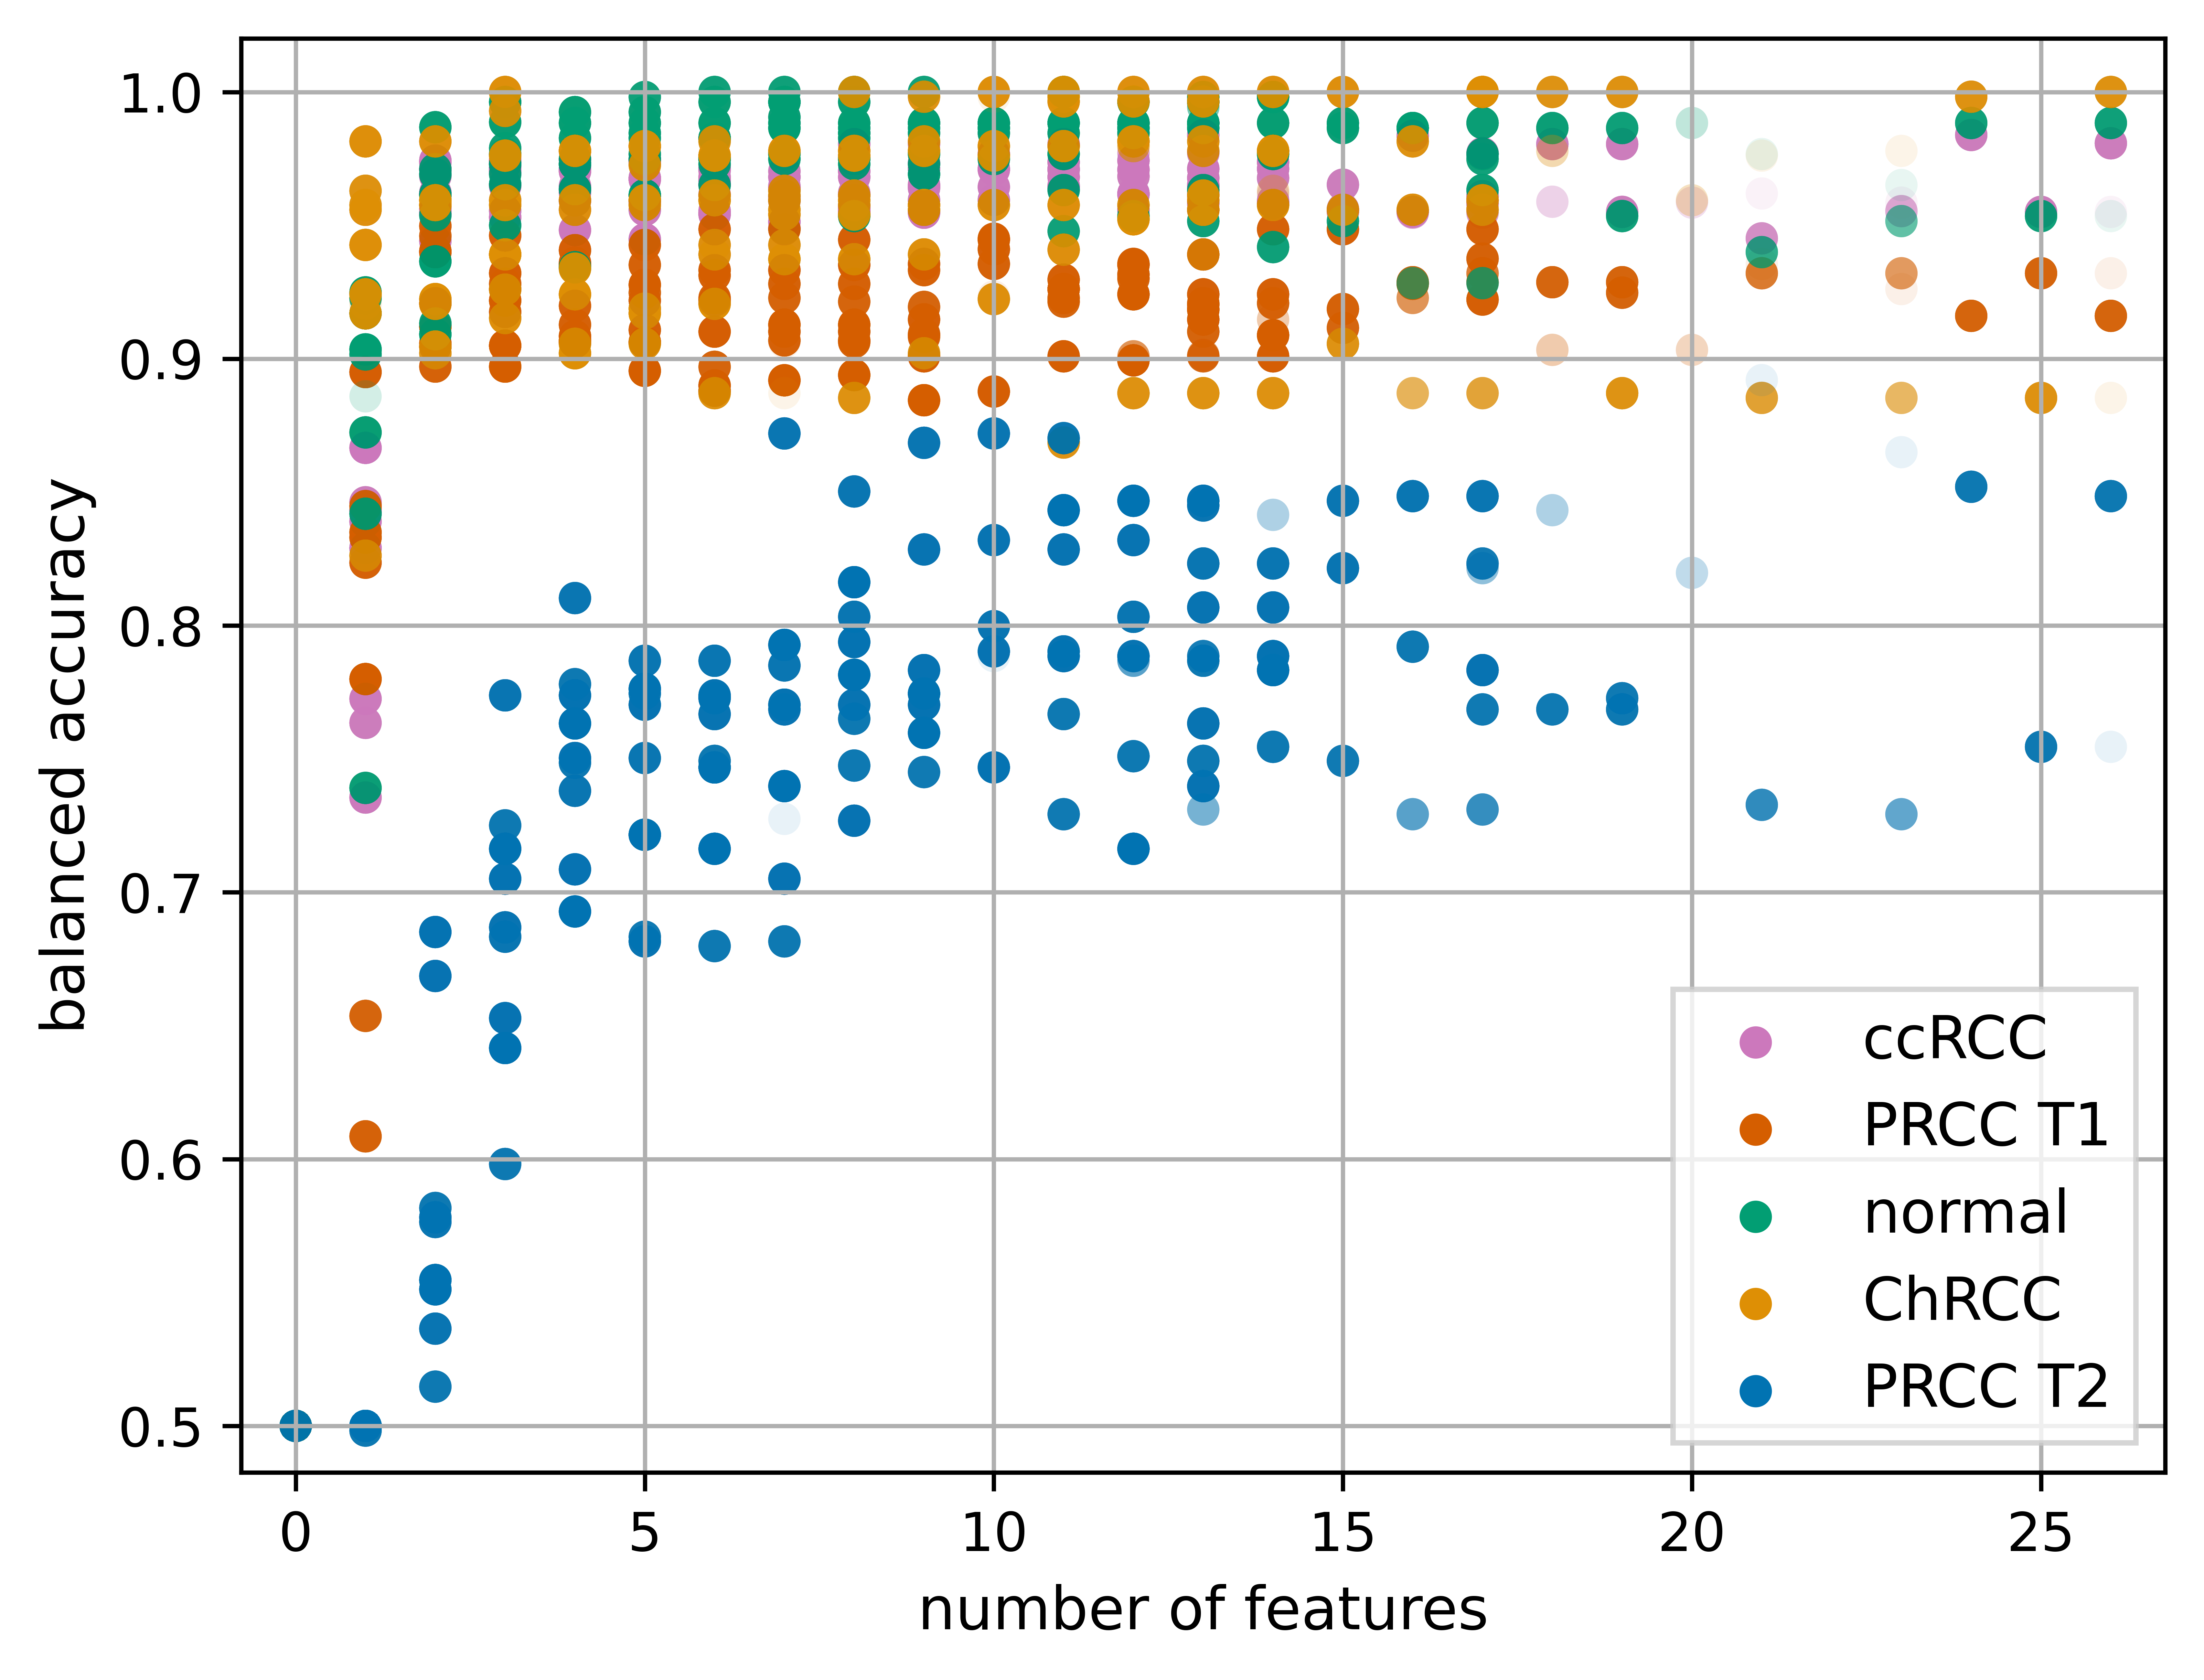 1.0
0.9
0.8
0.7
0.6
0.5
balanced accuracy
0 5 10 15 20 25
number of features
ccRCC
PRCC T1
normal
ChRCC
PRCC T2